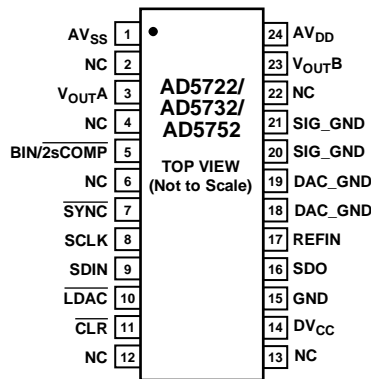 AVSS 1
NC 2
VOUTA 3
NC 4
BIN/2sCOMP 5
NC 6
SYNC 7
SCLK 8
SDIN 9
LDAC 10
CLR 11
NC 12
AD5722/
AD5732/
AD5752
TOP VIEW
(Not to Scale)
24 AVDD
23 VOUTB
22 NC
21 SIG_GND
20 SIG_GND
19 DAC_GND
18 DAC_GND
17 REFIN
16 SDO
15 GND
14 DVCC
13 NC